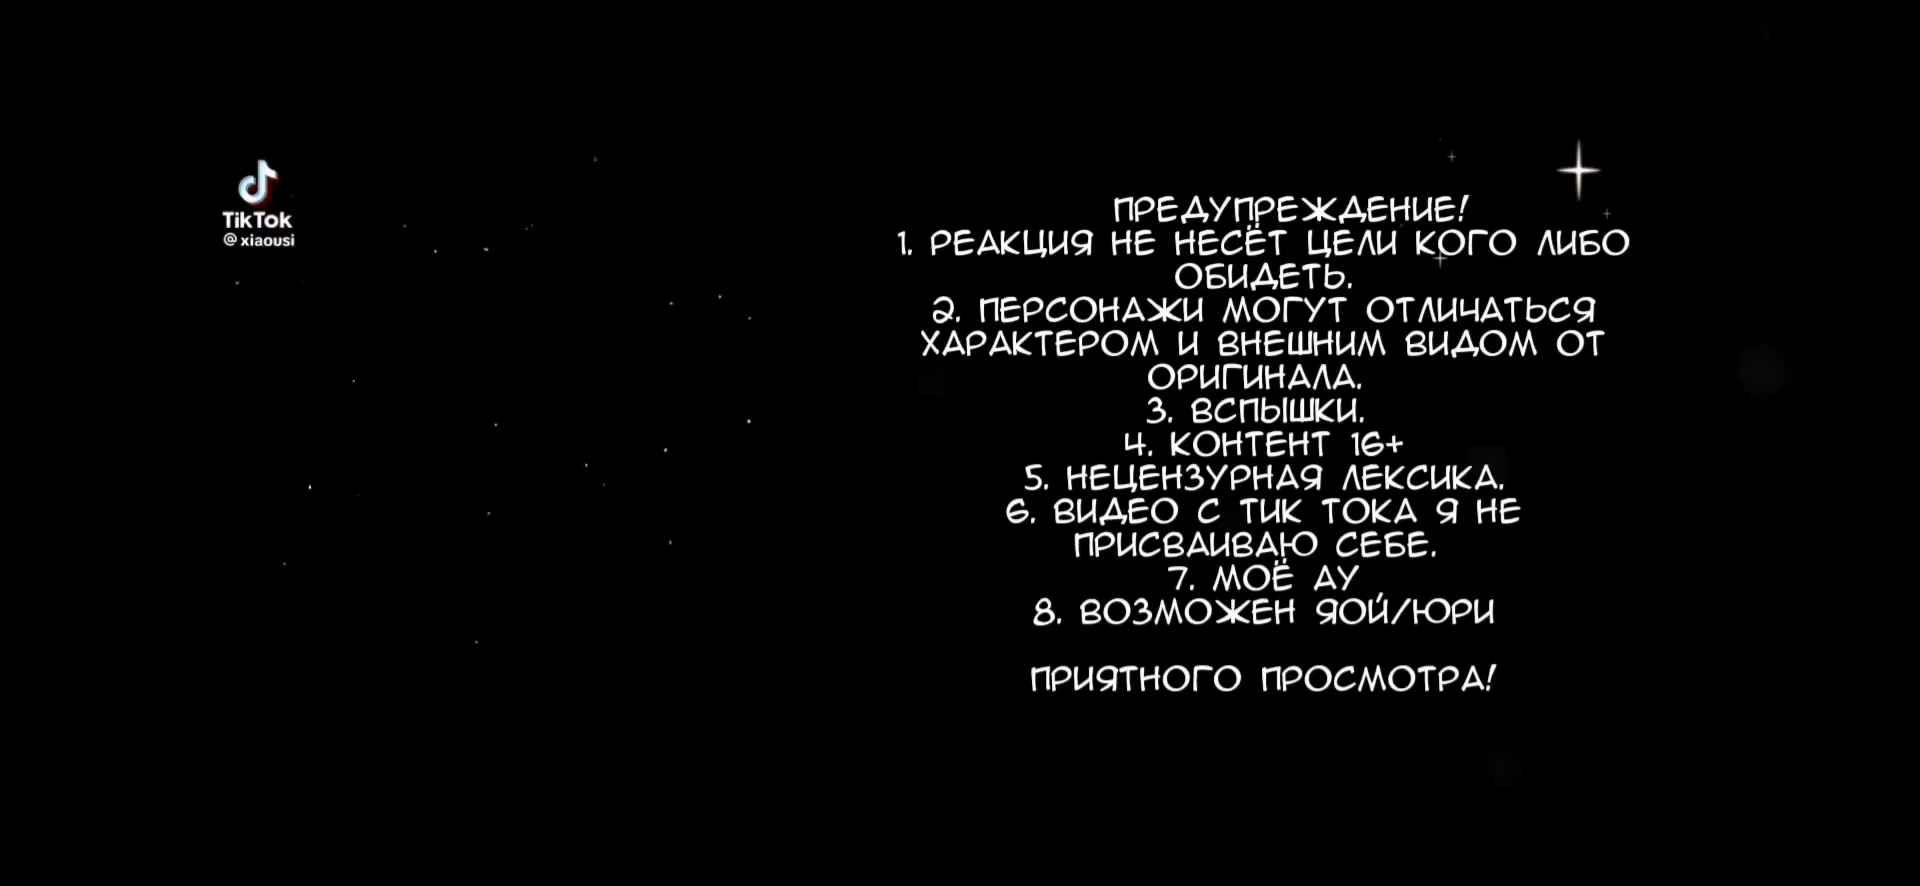 TikTok
@xiaousi
ПРЕДУПРЕЖДЕНИЕ!
1. РЕАКЦИЯ НЕ НЕСЁТ ЦЕЛИ КОГО ЛИБО
ОБИДЕТЬ.
2. ПЕРСОНАЖИ МОГУТ ОТЛИЧАТЬСЯ
ХАРАКТЕРОМ И ВНЕШНИМ ВИДОМ ОТ
ОРИГИНАЛА.
3. ВСПЫШКИ.
4. КОНТЕНТ 16+
5. НЕЦЕНЗУРНАЯ ЛЕКСИКА.
6. ВИДЕО С ТИК ТОКА Я НЕ
ПРИСВАИВАЮ СЕБЕ.
7. МОЁ АУ
8. ВОЗМОЖЕН ЯОЙ/ЮРИ
ПРИЯТНОГО ПРОСМОТРА!